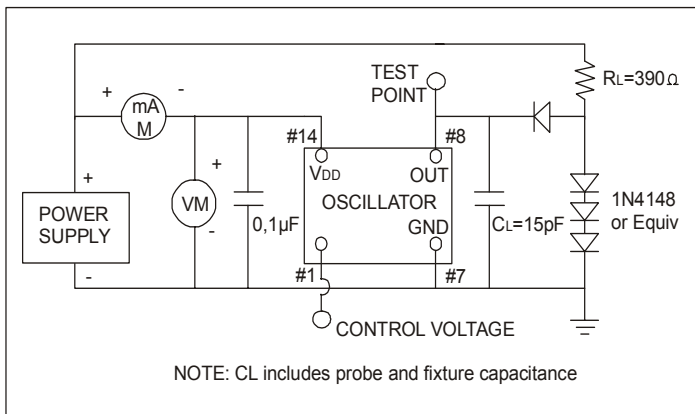 TEST
POINT
RL=390Ω
+
-
mA
M
#14
#8
VDD
OUT
OSCILLATOR
GND
+
VM
-
0,1µF
CL=15pF
1N4148
or Equiv
+
POWER
SUPPLY
-
#1
#7
CONTROL VOLTAGE
NOTE: CL includes probe and fixture capacitance